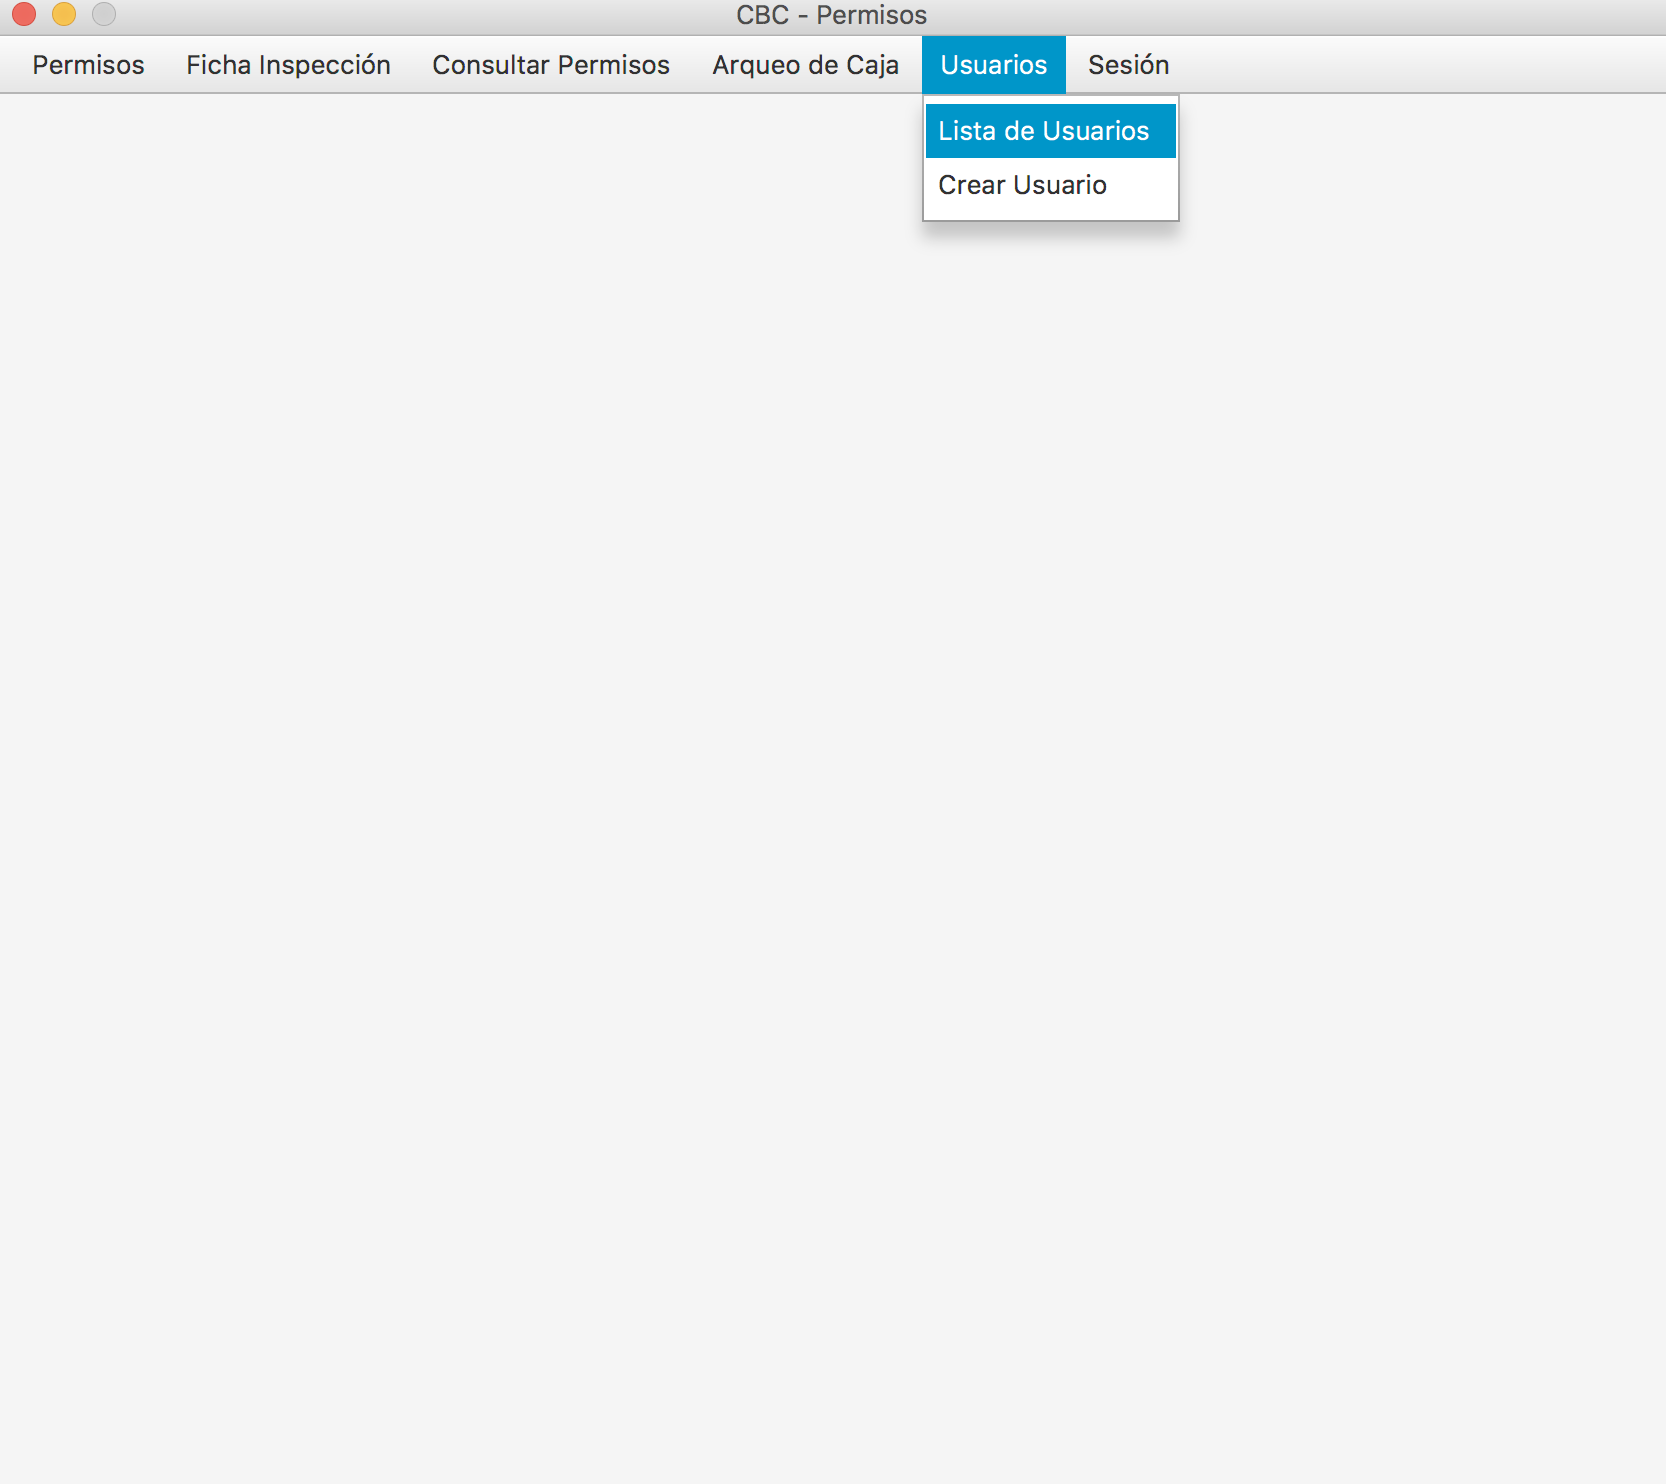 CBC - Permisos
Permisos Ficha Inspección Consultar Permisos Arqueo de Caja Usuarios Sesión
Lista de Usuarios
Crear Usuario